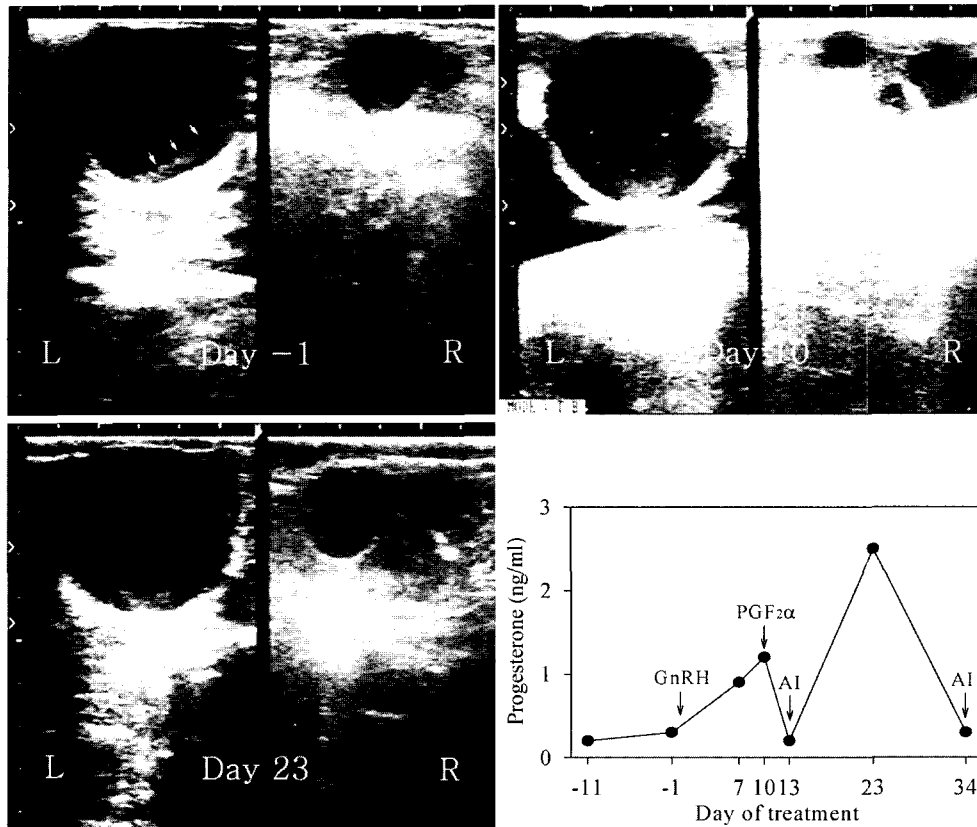 L Day -1 R
L Day 10 R
MODE : T B
L Day 23 R
Progesterone (ng/ml)
3
2
1
0
GnRH
PGF2α
AI
AI
-11 -1 7 10 13 23 34
Day of treatment